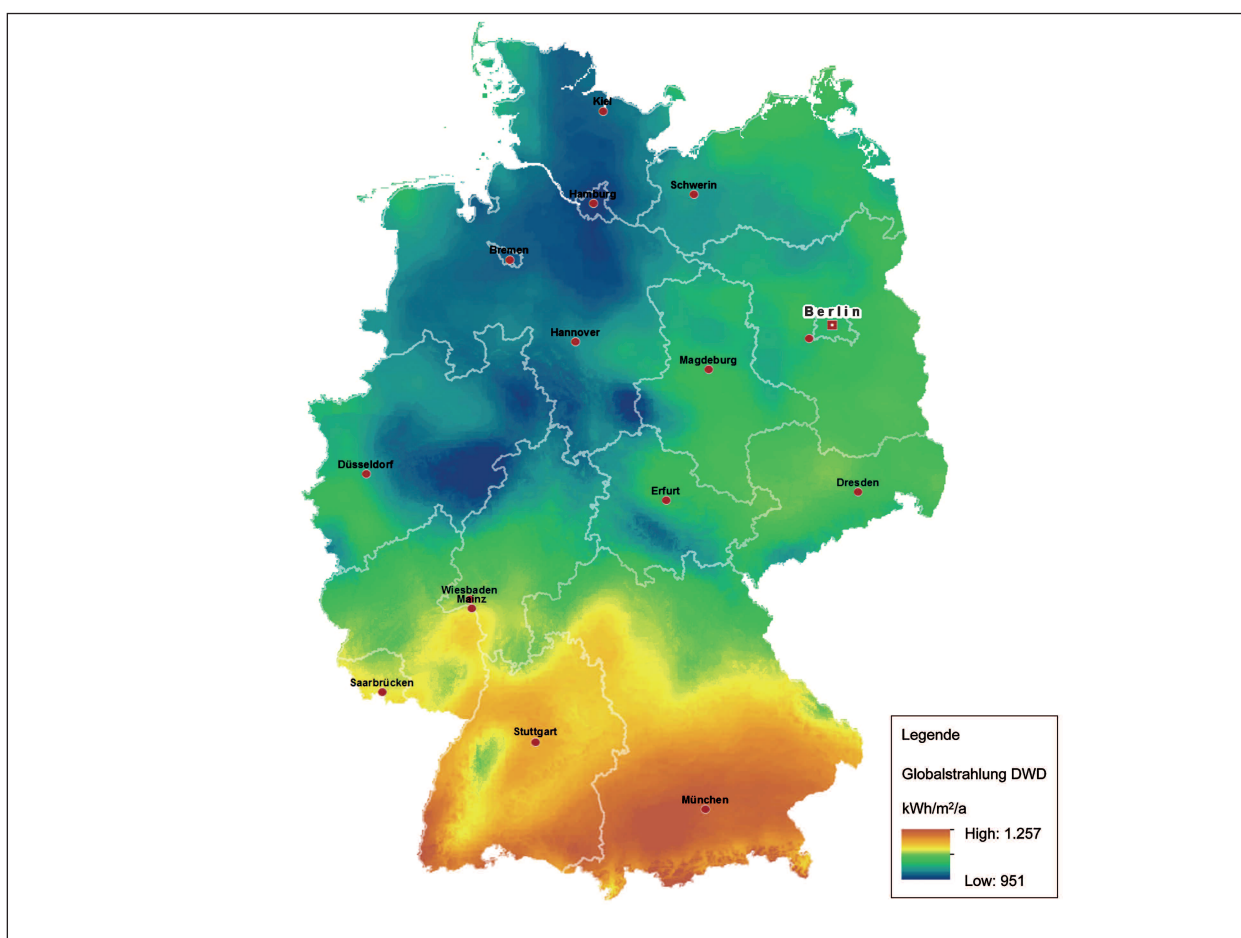 Kiel
Schwerin
Hamburg
Bremen
Berlin
Hannover
Magdeburg
Düsseldorf
Dresden
Erfurt
Wiesbaden
Mainz
Saarbrücken
Stuttgart
München
Legende
Globalstrahlung DWD
kWh/m²/a
High: 1.257
Low: 951